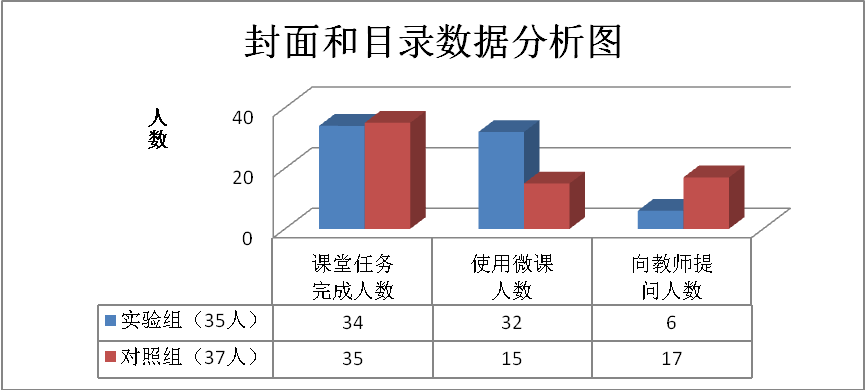 封面和目录数据分析图
人
数
40
20
0
课堂任务 使用微课 向教师提
完成人数 人数 问人数
实验组（35人） 34 32 6
对照组（37人） 35 15 17